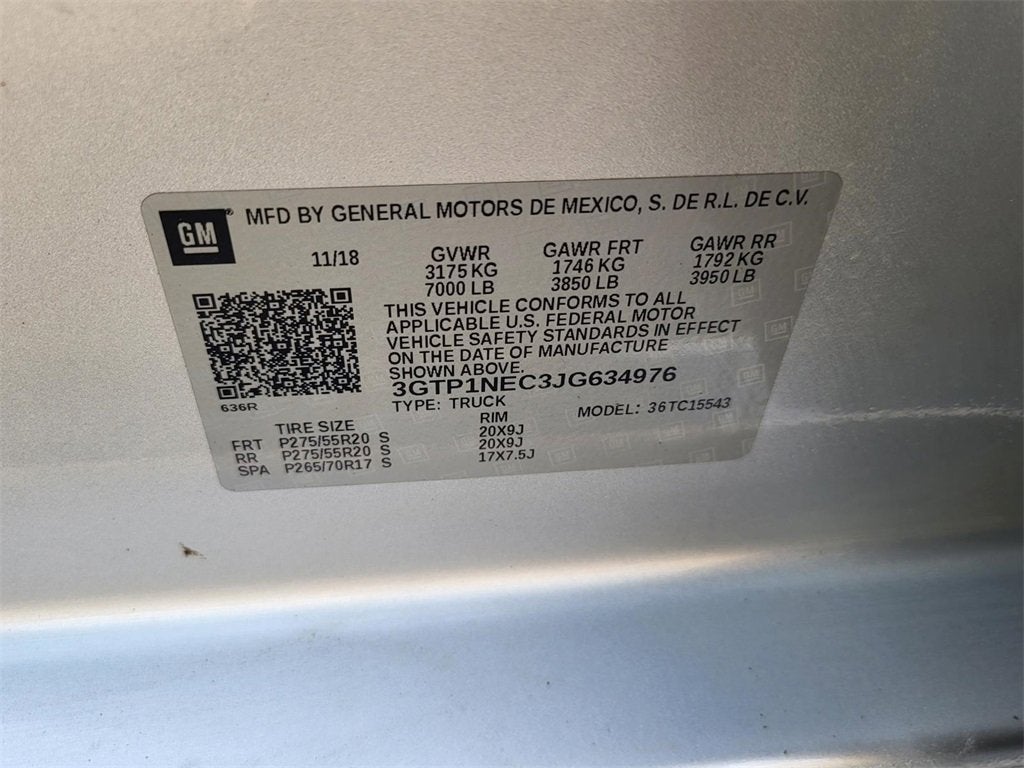 GM® MFD BY GENERAL MOTORS DE MEXICO, S. DE R.L. DE C.V.
11/18 GVWR GAWR FRT GAWR RR
3175 KG 1746 KG 1792 KG
7000 LB 3850 LB 3950 LB
THIS VEHICLE CONFORMS TO ALL
APPLICABLE U.S. FEDERAL MOTOR
VEHICLE SAFETY STANDARDS IN EFFECT
ON THE DATE OF MANUFACTURE
SHOWN ABOVE.
3GTP1NEC3JG634976
636R TYPE: TRUCK MODEL: 36TC15543
TIRE SIZE RIM
FRT P275/55R20 S 20X9J
RR P275/55R20 S 20X9J
SPA P265/70R17 S 17X7.5J